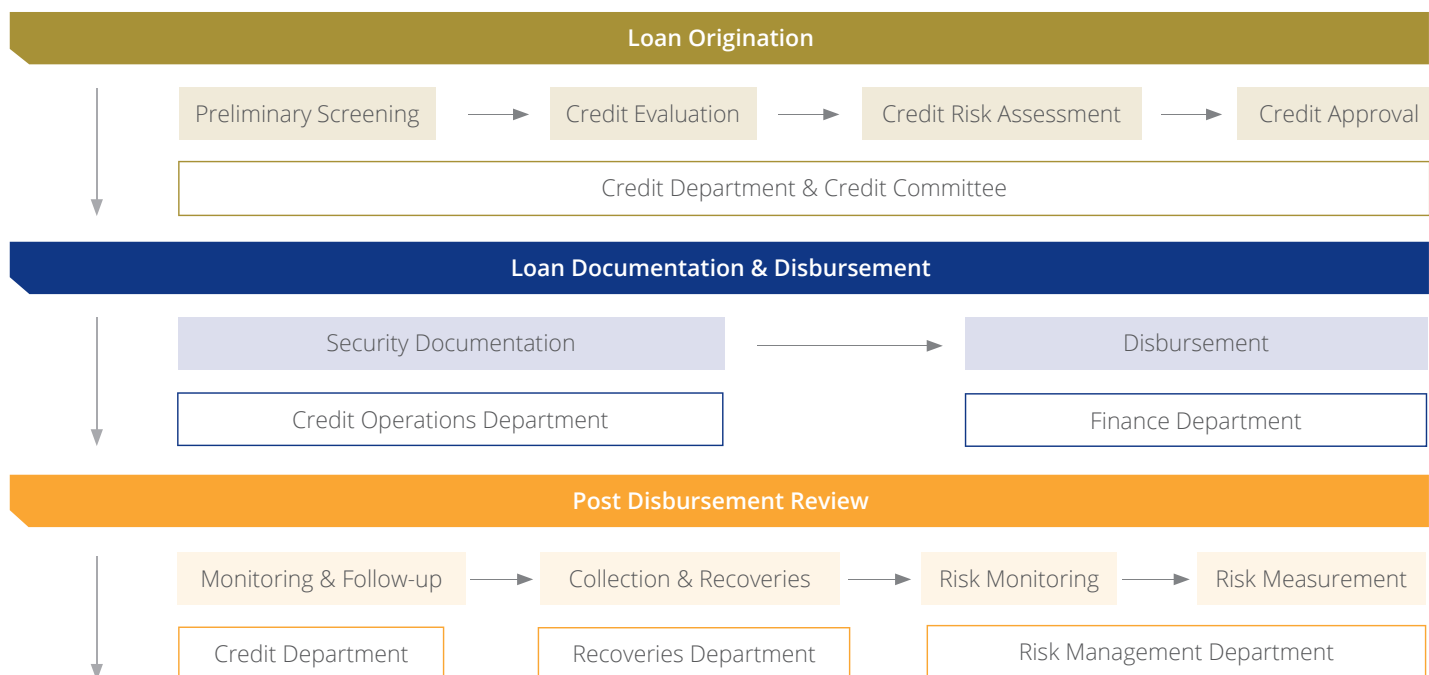 Loan Origination
Preliminary Screening
Credit Evaluation
Credit Risk Assessment
Credit Approval
Credit Department & Credit Committee
Loan Documentation & Disbursement
Security Documentation
Disbursement
Credit Operations Department
Finance Department
Post Disbursement Review
Monitoring & Follow-up
Collection & Recoveries
Risk Monitoring
Risk Measurement
Credit Department
Recoveries Department
Risk Management Department